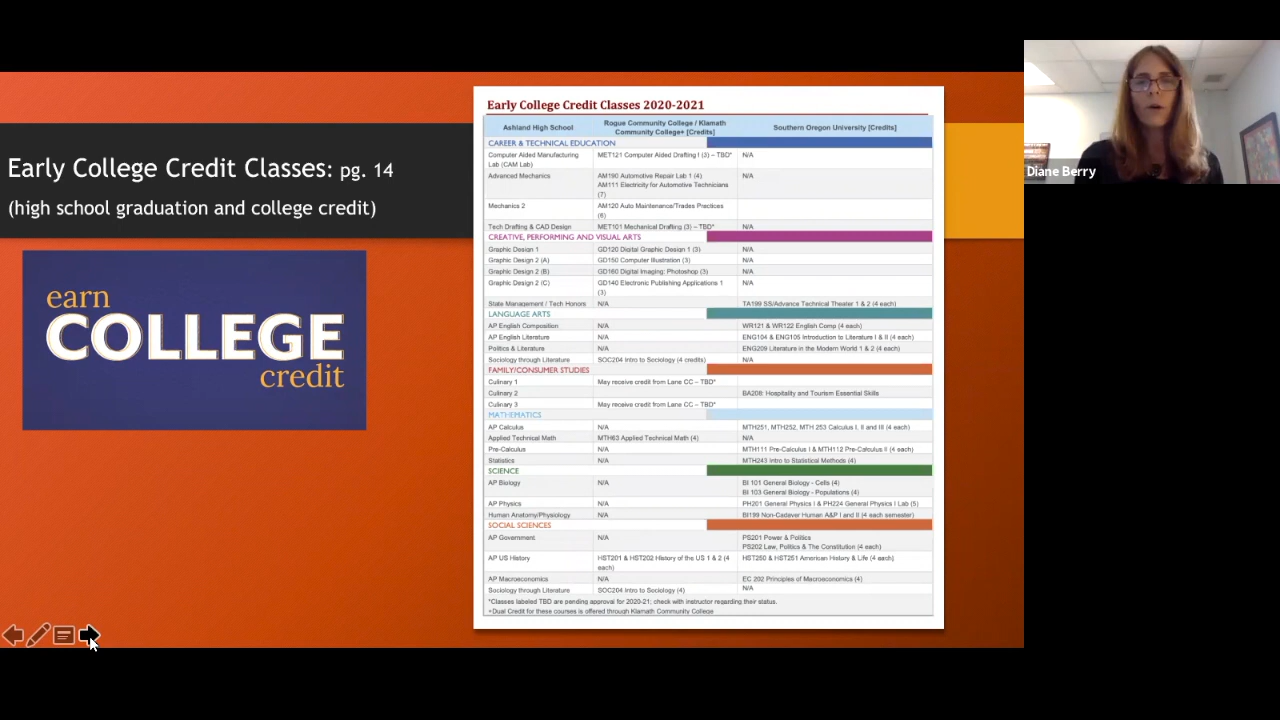 Early College Credit Classes: pg. 14
(high school graduation and college credit)
earn
COLLEGE
credit
Early College Credit Classes 2020-2021
Ashland High School Rogue Community College / Klamath Community College+ [Credits] Southern Oregon University [Credits]
CAREER & TECHNICAL EDUCATION
Computer Aided Manufacturing Lab (CAM Lab) MET121 Computer Aided Drafting I (3) – TBD* N/A
Advanced Mechanics AM190 Automotive Repair Lab 1 (4) N/A
AM111 Electricity for Automotive Technicians (7)
Mechanics 2 AM120 Auto Maintenance/Trades Practices (6)
Tech Drafting & CAD Design MET101 Mechanical Drafting (3) – TBD* N/A
CREATIVE, PERFORMING AND VISUAL ARTS
Graphic Design 1 GD120 Digital Graphic Design 1 (3) N/A
Graphic Design 2 (A) GD150 Computer Illustration (3) N/A
Graphic Design 2 (B) GD160 Digital Imaging: Photoshop (3) N/A
Graphic Design 2 (C) GD140 Electronic Publishing Applications 1 (3) N/A
State Management / Tech Honors N/A TA199 SS/Advance Technical Theater 1 & 2 (4 each)
LANGUAGE ARTS
AP English Composition N/A WR121 & WR122 English Comp (4 each)
AP English Literature N/A ENG104 & ENG105 Introduction to Literature I & II (4 each)
Politics & Literature N/A ENG209 Literature in the Modern World 1 & 2 (4 each)
Sociology through Literature SOC204 Intro to Sociology (4 credits) N/A
FAMILY/CONSUMER STUDIES
Culinary 1 May receive credit from Lane CC – TBD*
Culinary 2 BA208: Hospitality and Tourism Essential Skills
Culinary 3 May receive credit from Lane CC – TBD*
MATHEMATICS
AP Calculus N/A MTH251, MTH252, MTH 253 Calculus I, II and III (4 each)
Applied Technical Math MTH63 Applied Technical Math (4) N/A
Pre-Calculus N/A MTH111 Pre-Calculus I & MTH112 Pre-Calculus II (4 each)
Statistics N/A MTH243 Intro to Statistical Methods (4)
SCIENCE
AP Biology N/A BI 101 General Biology - Cells (4)
BI 103 General Biology - Populations (4)
AP Physics N/A PH201 General Physics I & PH224 General Physics I Lab (5)
Human Anatomy/Physiology N/A BI199 Non-Cadaver Human A&P I and II (4 each semester)
SOCIAL SCIENCES
AP Government N/A PS201 Power & Politics
PS202 Law, Politics & The Constitution (4 each)
AP US History HST201 & HST202 History of the US 1 & 2 (4 each) HST250 & HST251 American History & Life (4 each)
AP Macroeconomics N/A EC 202 Principles of Macroeconomics (4)
Sociology through Literature SOC204 Intro to Sociology (4) N/A
*Classes labeled TBD are pending approval for 2020-21; check with instructor regarding their status.
+Dual Credit for these courses is offered through Klamath Community College
Diane Berry